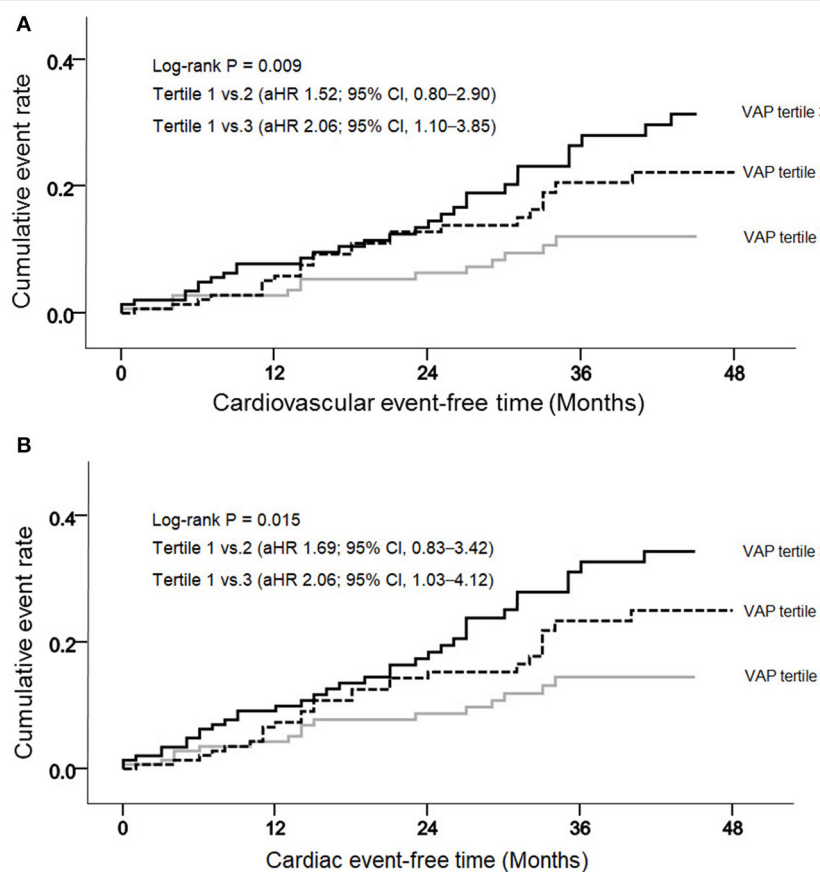 A
Log-rank P = 0.009
Tertile 1 vs.2 (aHR 1.52; 95% CI, 0.80–2.90)
Tertile 1 vs.3 (aHR 2.06; 95% CI, 1.10–3.85)
Cumulative event rate
0.4
0.2
0.0
VAP tertile
VAP tertile
VAP tertile
0 12 24 36 48
Cardiovascular event-free time (Months)
B
Log-rank P = 0.015
Tertile 1 vs.2 (aHR 1.69; 95% CI, 0.83–3.42)
Tertile 1 vs.3 (aHR 2.06; 95% CI, 1.03–4.12)
Cumulative event rate
0.4
0.2
0.0
VAP tertile
VAP tertile
VAP tertile
0 12 24 36 48
Cardiac event-free time (Months)